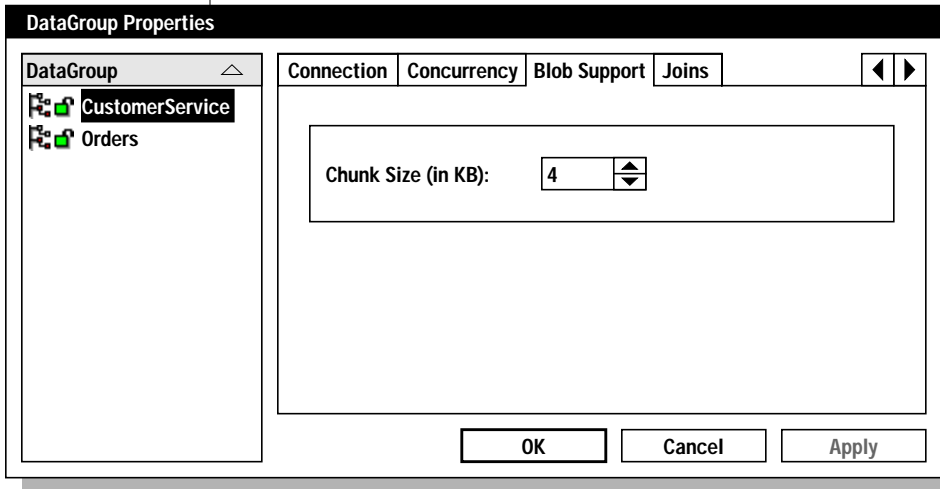 DataGroup Properties
DataGroup
CustomerService
Orders
Connection Concurrency Blob Support Joins
Chunk Size (in KB): 4
OK Cancel Apply